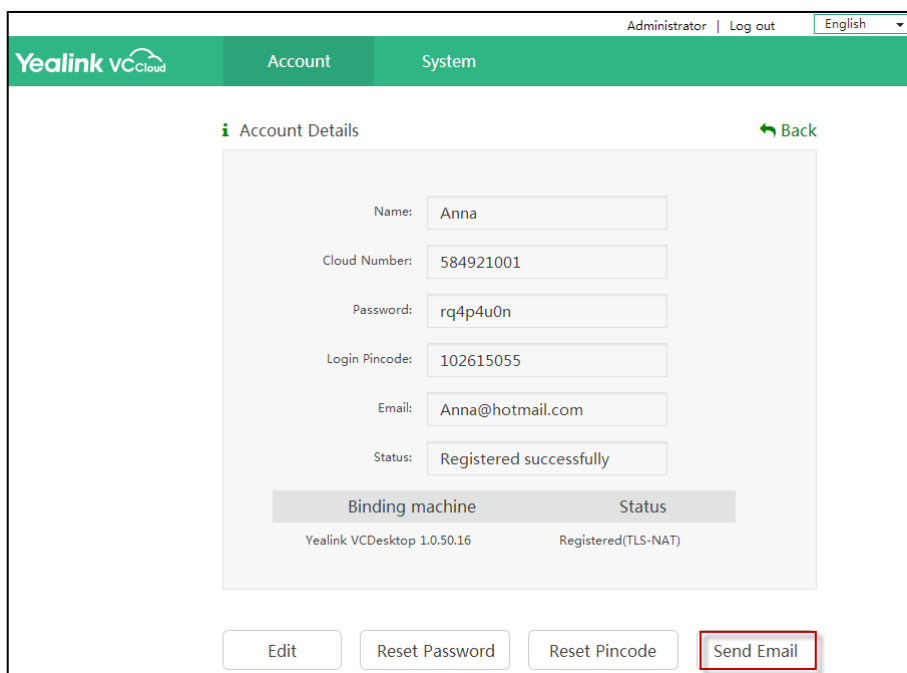 Administrator | Log out English
Yealink VCCloud Account System
Account Details Back
Name: Anna
Cloud Number: 584921001
Password: rq4p4u0n
Login Pincode: 102615055
Email: Anna@hotmail.com
Status: Registered successfully
Binding machine Status
Yealink VCDesktop 1.0.50.16 Registered(TLS-NAT)
Edit Reset Password Reset Pincode Send Email